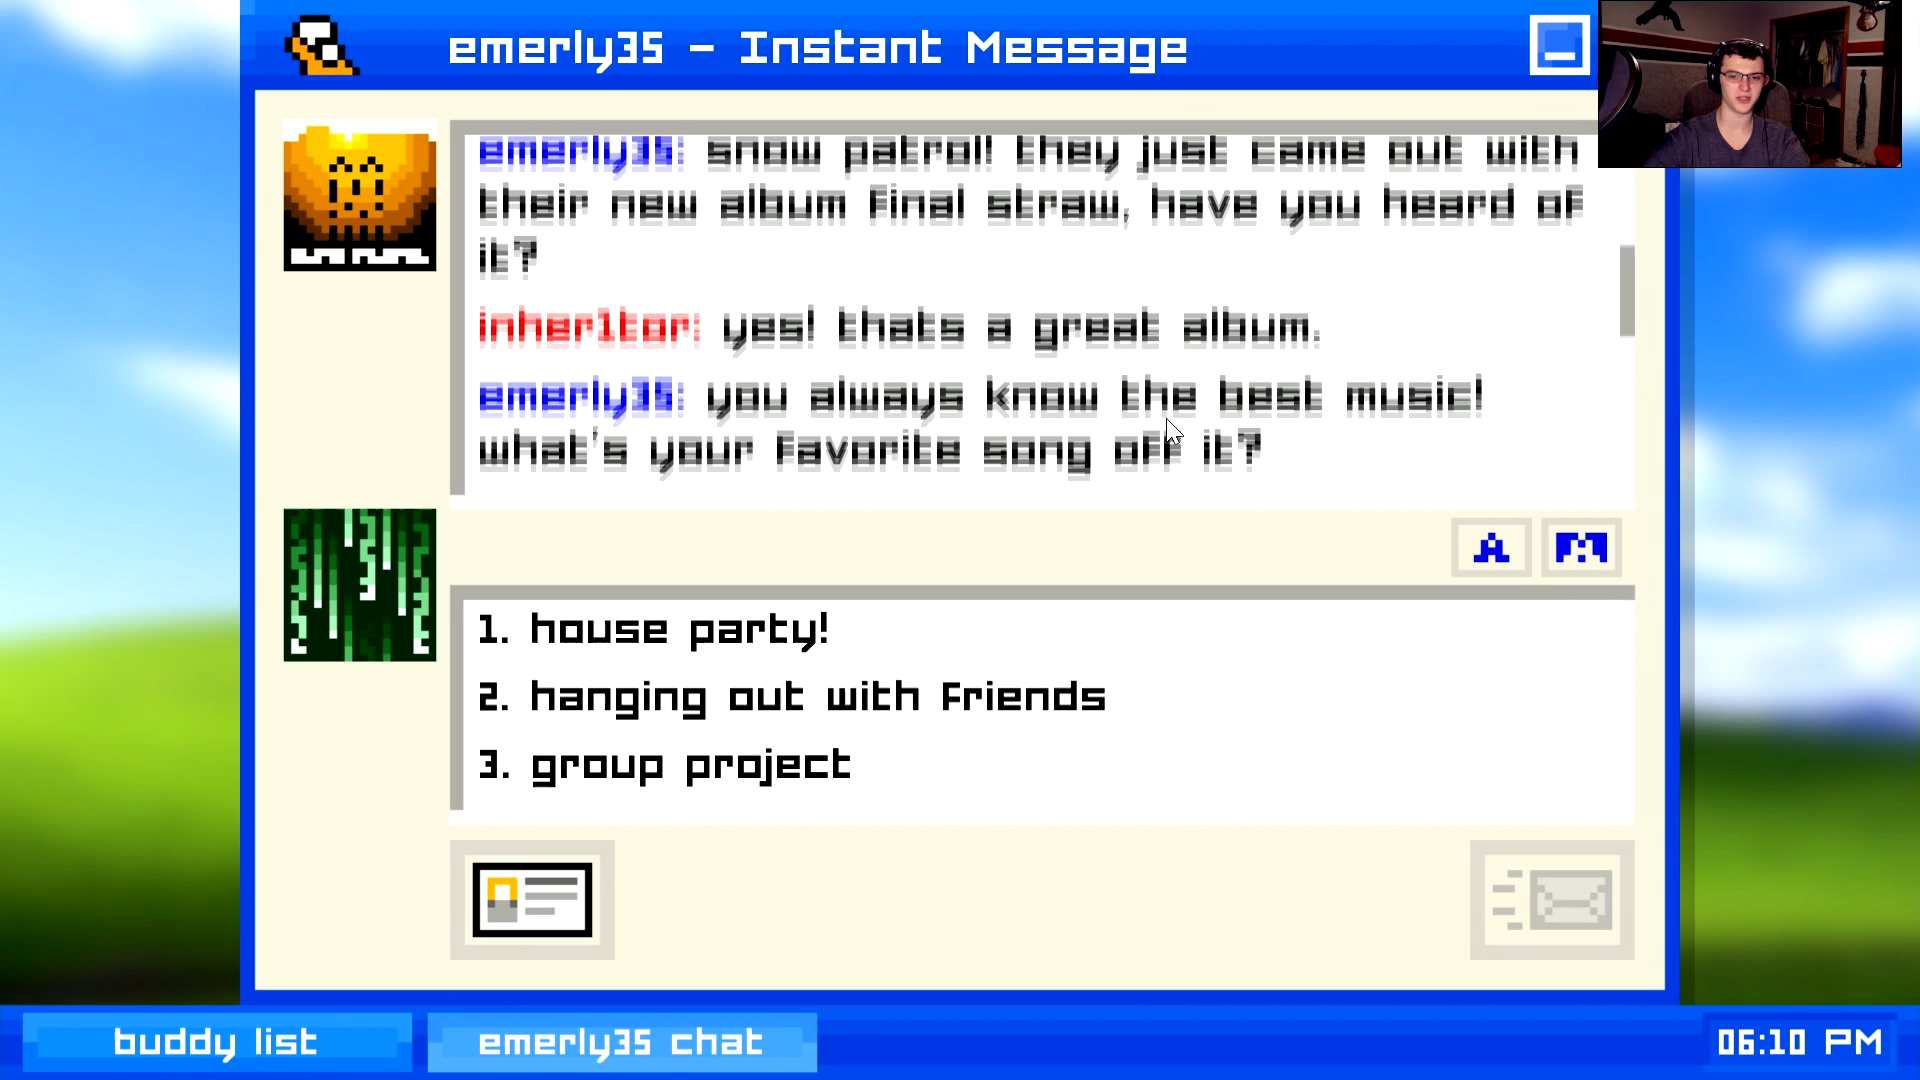 emerly35 - Instant Message
emerly35: snow patrol! they just came out with
their new album final straw, have you heard of
it?
inher1tor: yes! thats a great album.
emerly35: you always know the best music!
what's your favorite song off it?
A
1. house party!
2. hanging out with friends
3. group project
buddy list
emerly35 chat
06:10 PM